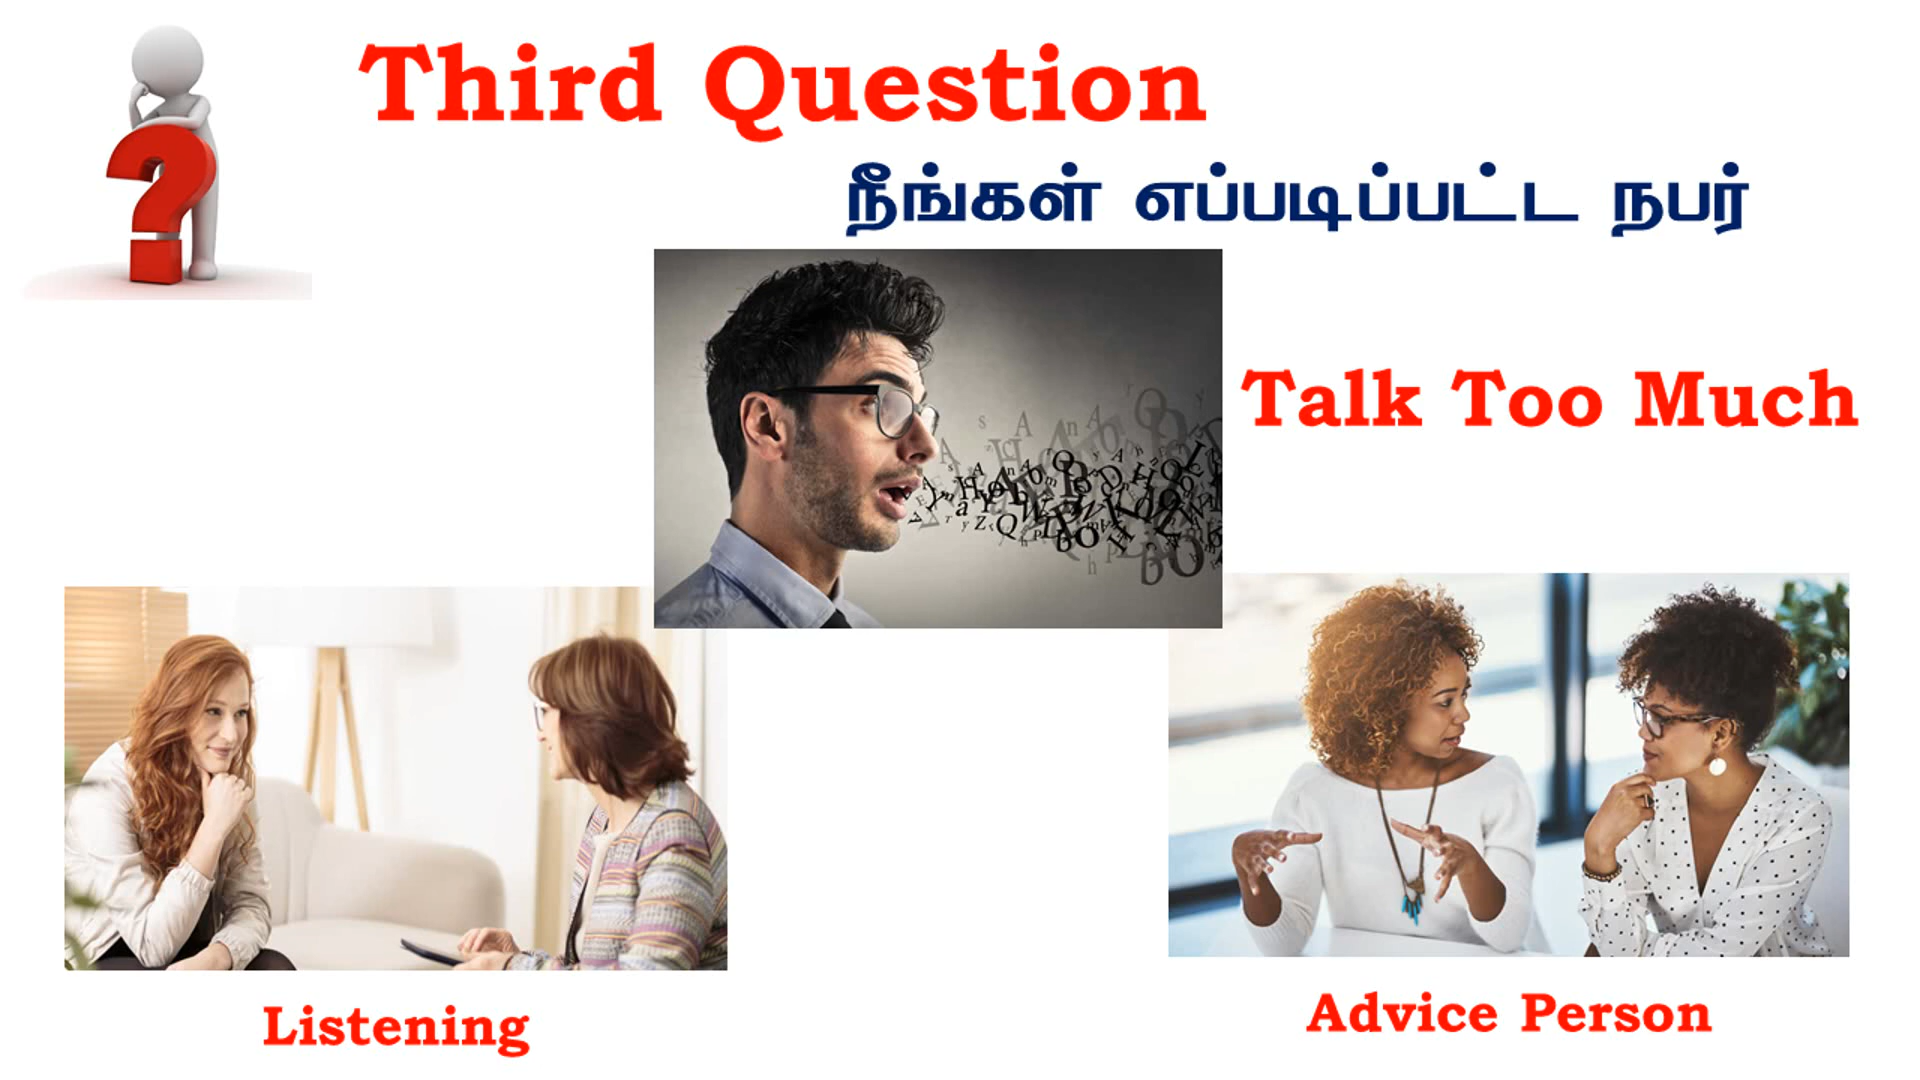 Third Question
நீங்கள் எப்படிப்பட்ட நபர்
Talk Too Much
Listening
Advice Person